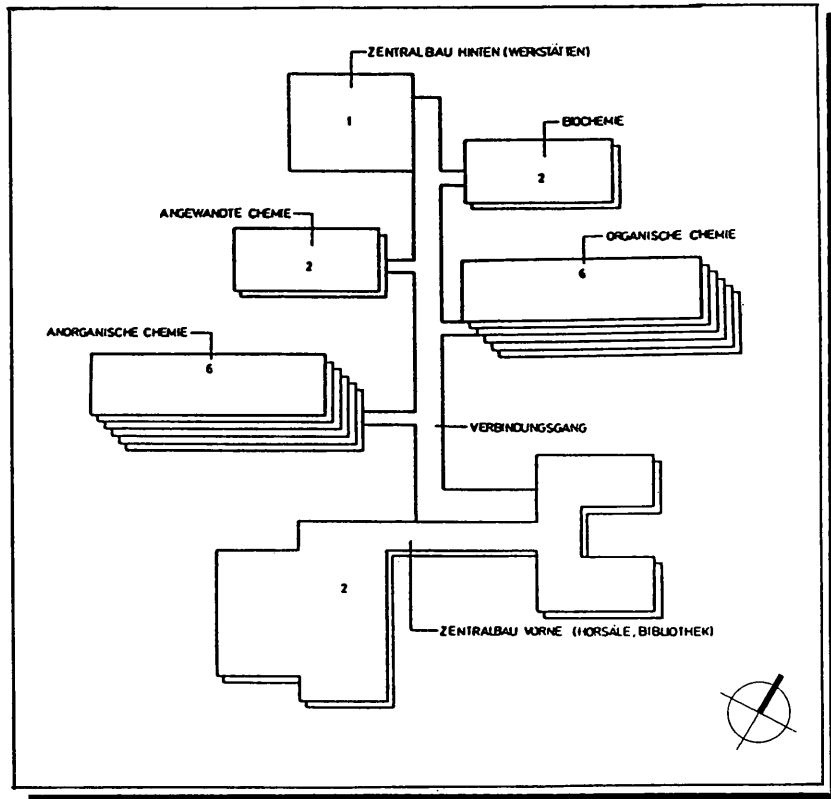 ZENTRALBAU HINTEN (WERKSTÄTTEN)
1
BIOCHEMIE
2
ANGEWANDTE CHEMIE
2
ORGANISCHE CHEMIE
6
ANORGANISCHE CHEMIE
6
VERBINDUNGSGANG
2
ZENTRALBAU VORNE (HÖRSÄLE, BIBLIOTHEK)